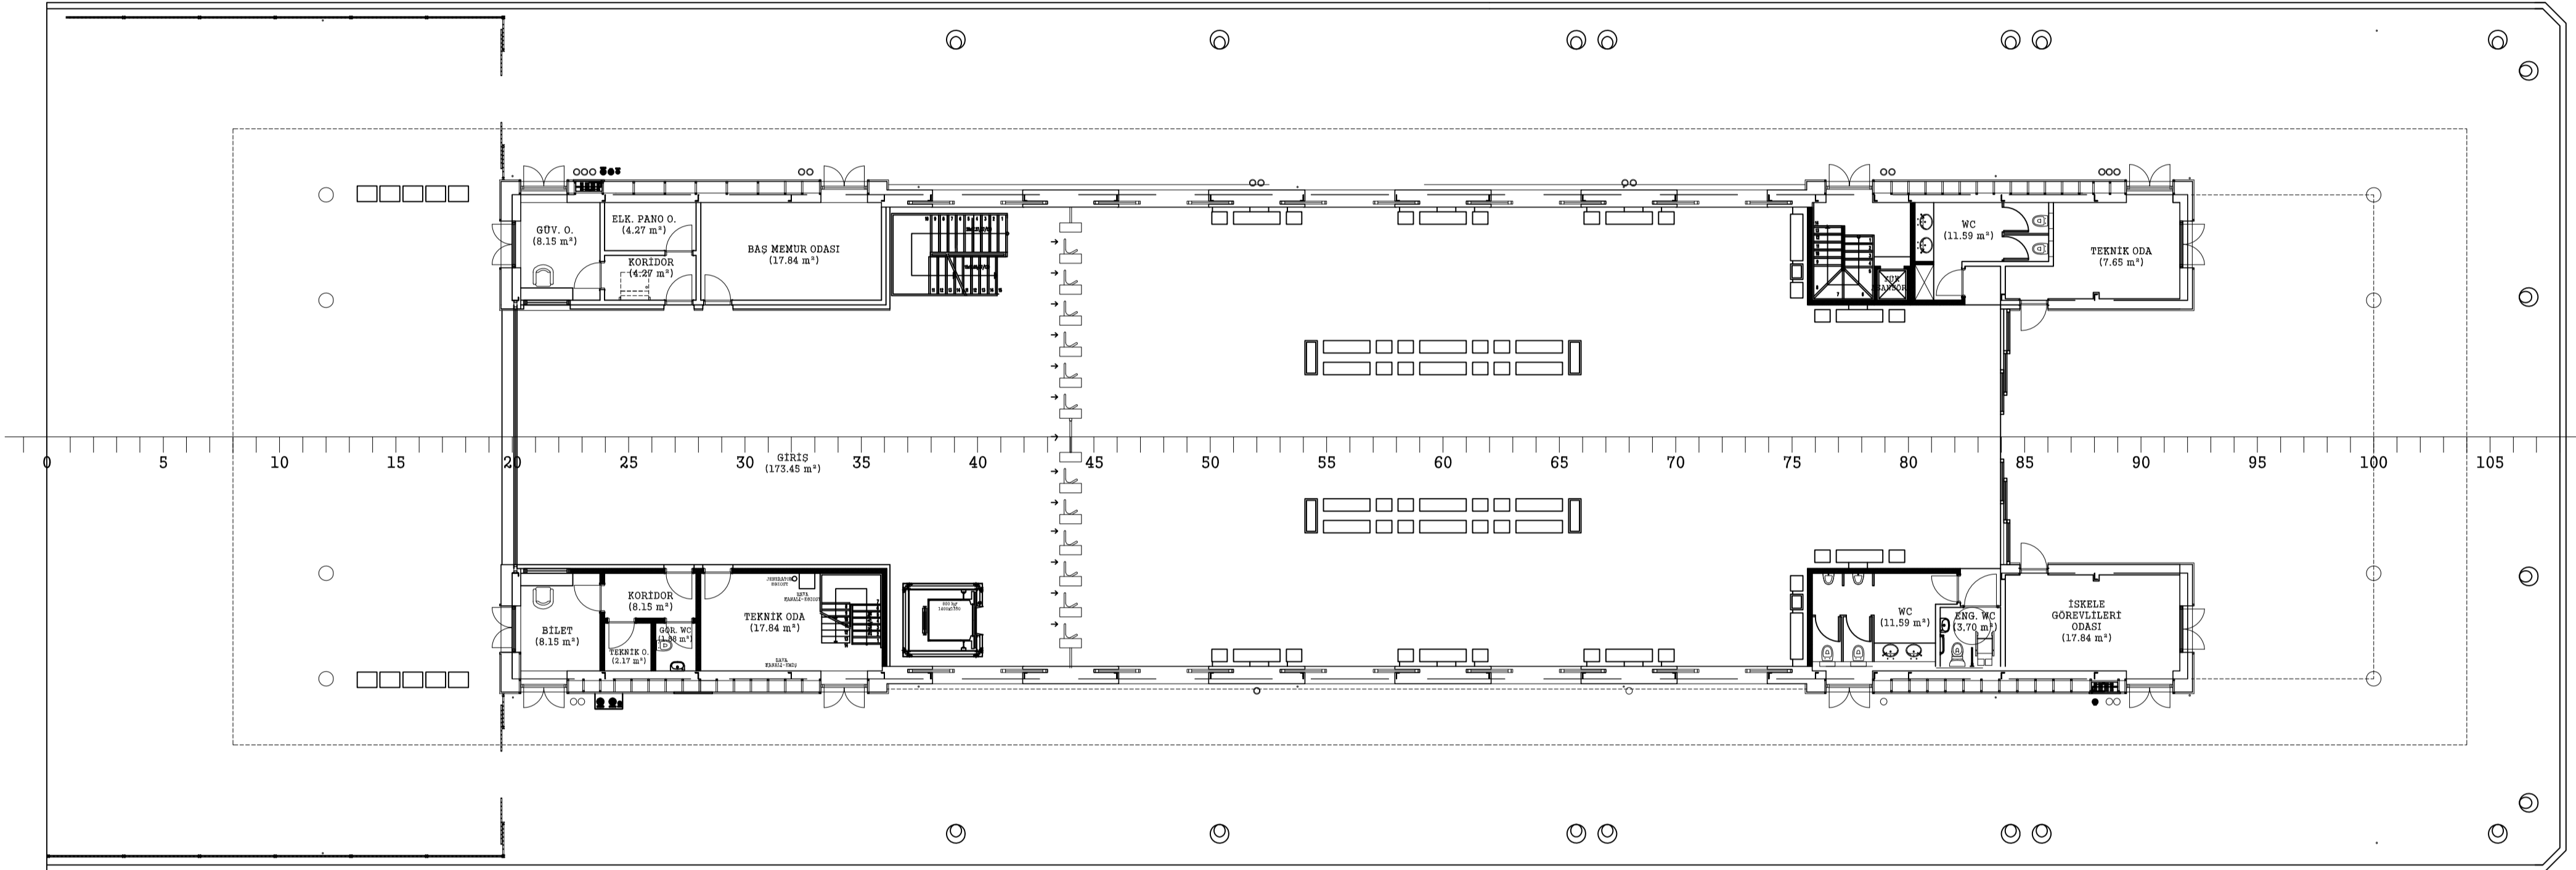 GÜV. O.
(8.15 m²)
ELK. PANO O.
(4.27 m²)
KORİDOR
(4.27 m²)
BAŞ MEMUR ODASI
(17.84 m²)
WC
(11.59 m²)
TEKNİK ODA
(7.65 m²)
0 5 10 15 20 25 30 35 40 45 50 55 60 65 70 75 80 85 90 95 100 105
GİRİŞ
(173.45 m²)
BİLET
(8.15 m²)
KORİDOR
(8.15 m²)
TEKNİK O.
(2.17 m²)
GÖR. WC
TEKNİK ODA
(17.84 m²)
WC
(11.59 m²)
ENG. WC
(3.70 m²)
İSKELE
GÖREVLİLERİ
ODASI
(17.84 m²)